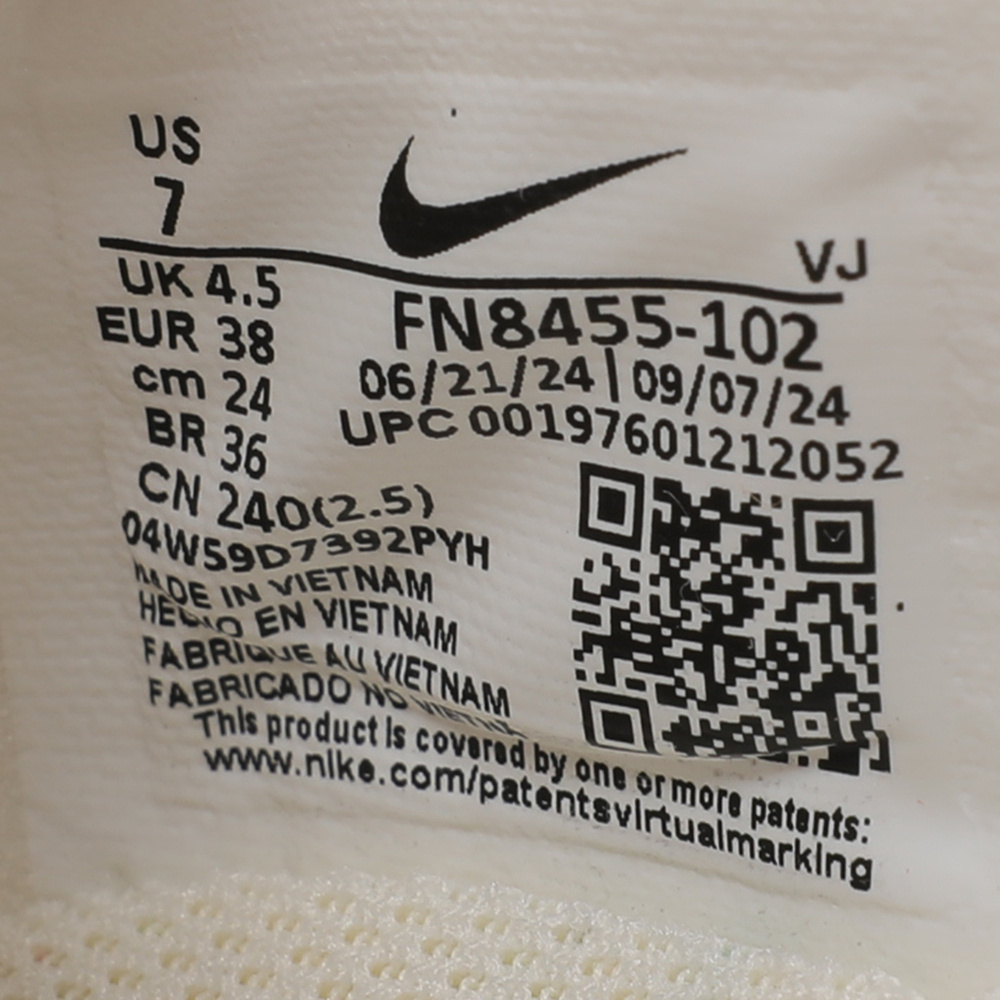 US
7
VJ
UK 4.5
EUR 38
cm 24
BR 36
CN 240(2.5)
FN8455-102
06/21/24 | 09/07/24
UPC 00197601212052
04W59D7392PYH
MADE IN VIETNAM
HECHO EN VIETNAM
FABRIQUE AU VIETNAM
FABRICADO NO VIETNA
This product is covered by one or more patents:
www.nike.com/patentsvirtualmarking